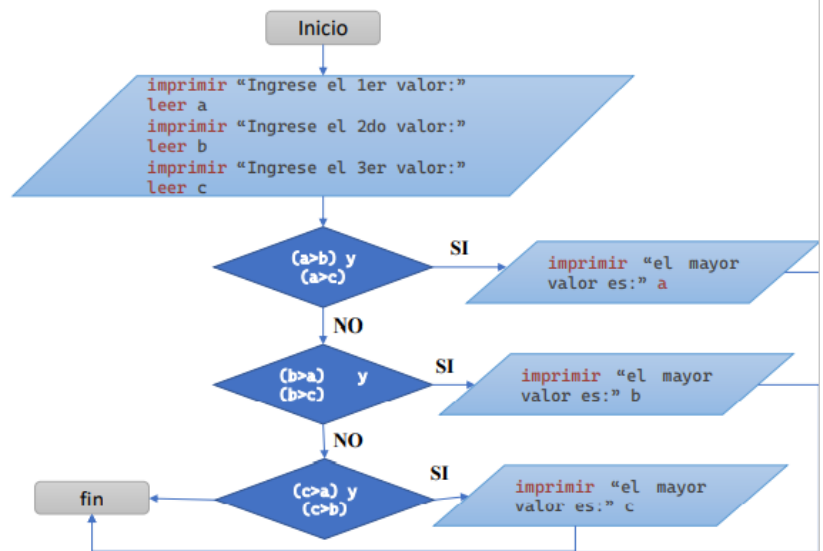 Inicio
imprimir “Ingrese el 1er valor:”
leer a
imprimir “Ingrese el 2do valor:”
leer b
imprimir “Ingrese el 3er valor:”
leer c
(a>b) y
(a>c)
SI
imprimir “el mayor
valor es:” a
NO
(b>a) y
(b>c)
SI
imprimir “el mayor
valor es:” b
NO
(c>a) y
(c>b)
SI
imprimir “el mayor
valor es:” c
fin